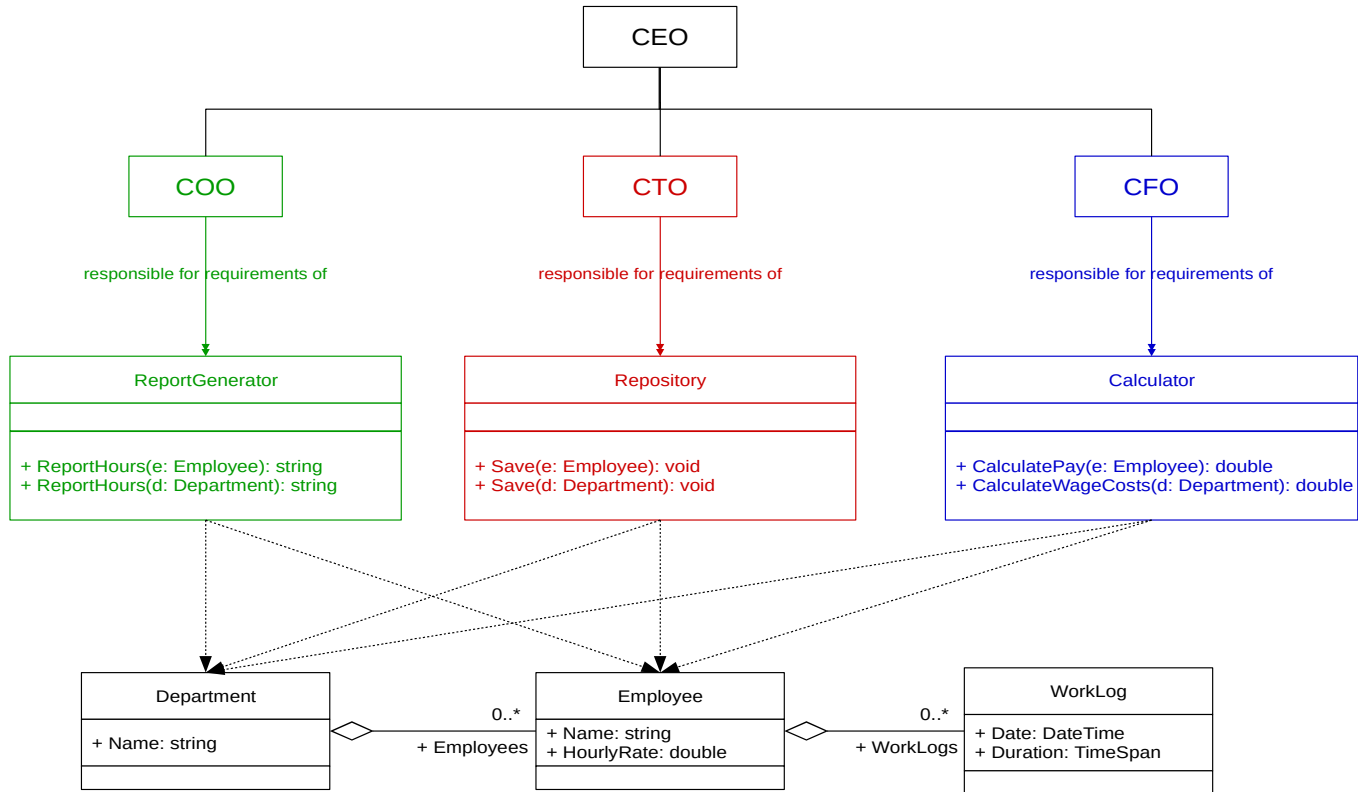 CEO
COO
CTO
CFO
responsible for requirements of
responsible for requirements of
responsible for requirements of
ReportGenerator
+ ReportHours(e: Employee): string
+ ReportHours(d: Department): string
Repository
+ Save(e: Employee): void
+ Save(d: Department): void
Calculator
+ CalculatePay(e: Employee): double
+ CalculateWageCosts(d: Department): double
Department
+ Name: string
0..*
+ Employees
Employee
+ Name: string
+ HourlyRate: double
0..*
+ WorkLogs
WorkLog
+ Date: DateTime
+ Duration: TimeSpan